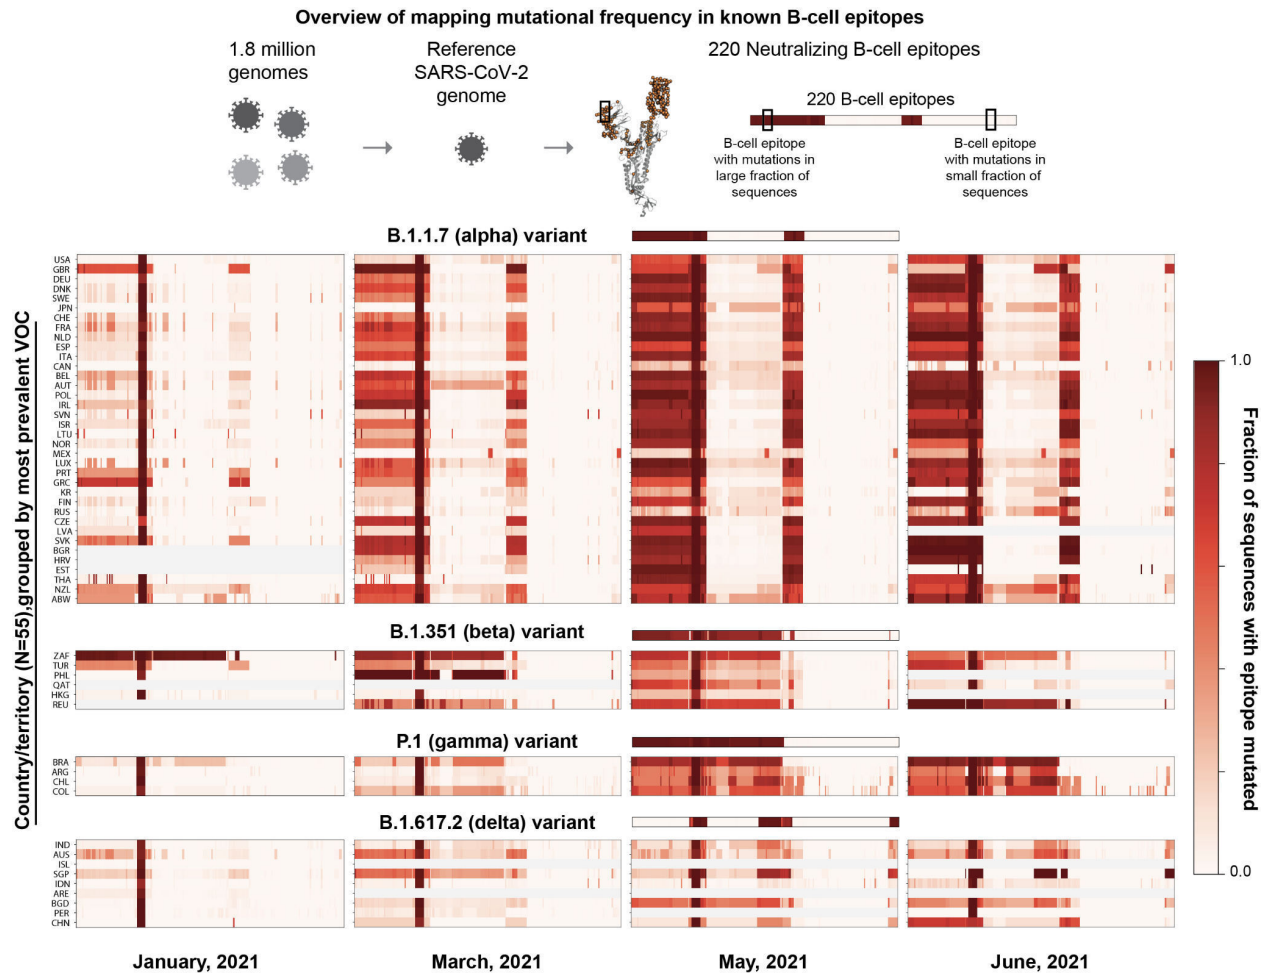 Overview of mapping mutational frequency in known B-cell epitopes
1.8 million
genomes
Reference
SARS-CoV-2
genome
220 Neutralizing B-cell epitopes
220 B-cell epitopes
B-cell epitope
with mutations in
large fraction of
sequences
B-cell epitope
with mutations in
small fraction of
sequences
Country/territory (N=55),grouped by most prevalent VOC
B.1.1.7 (alpha) variant
USA
GBR
DEU
DNK
SWE
JPN
CHE
FRA
NLD
ESP
ITA
CAN
BEL
AUT
POL
IRL
SVN
ISR
LTU
NOR
MEX
LUX
PRT
GRC
KR
FIN
RUS
CZE
LVA
SVK
BGR
HRV
EST
THA
NZL
ABW
B.1.351 (beta) variant
ZAF
TUR
PHL
QAT
HKG
REU
P.1 (gamma) variant
BRA
ARG
CHL
COL
B.1.617.2 (delta) variant
IND
AUS
ISL
SGP
IDN
ARE
BGD
PER
CHN
January, 2021
March, 2021
May, 2021
June, 2021
1.0
0.0
Fraction of sequences with epitope mutated